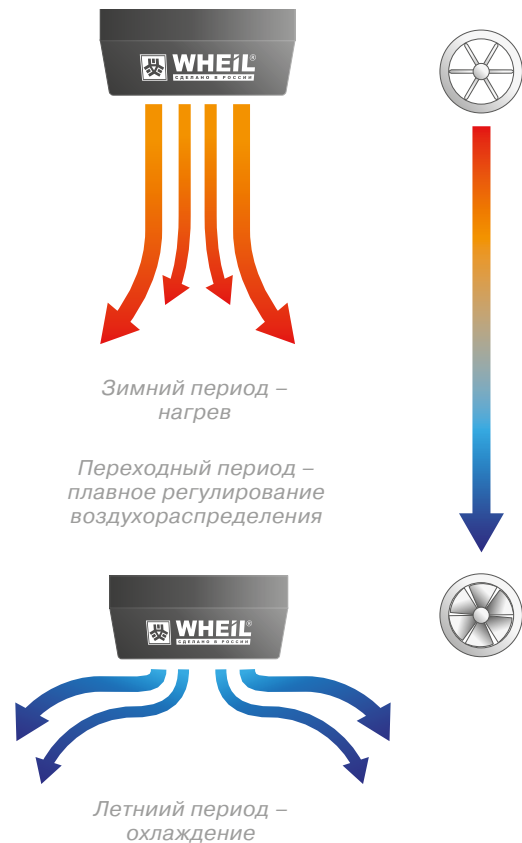 WHEIL®
СДЕЛАНО В РОССИИ
Зимний период –
нагрев
Переходный период –
плавное регулирование
воздухораспределения
WHEIL®
СДЕЛАНО В РОССИИ
Летниий период –
охлаждение